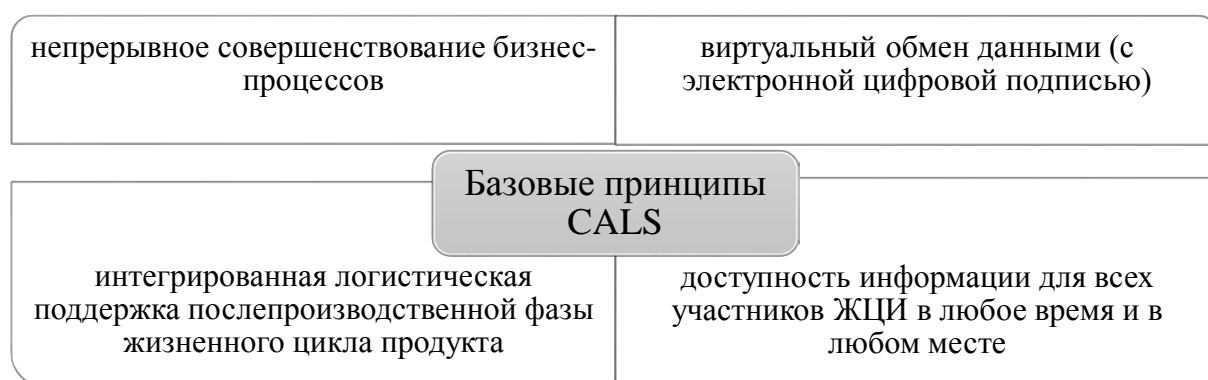 непрерывное совершенствование бизнес-
процессов
виртуальный обмен данными (с
электронной цифровой подписью)
Базовые принципы
CALS
интегрированная логистическая
поддержка послепроизводственной фазы
жизненного цикла продукта
доступность информации для всех
участников ЖЦИ в любое время и в
любом месте